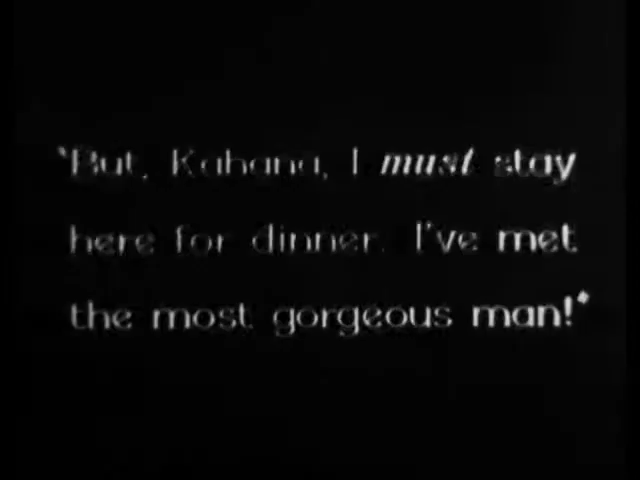 "But, Kahana, I must stay
here for dinner. I've met
the most gorgeous man!"